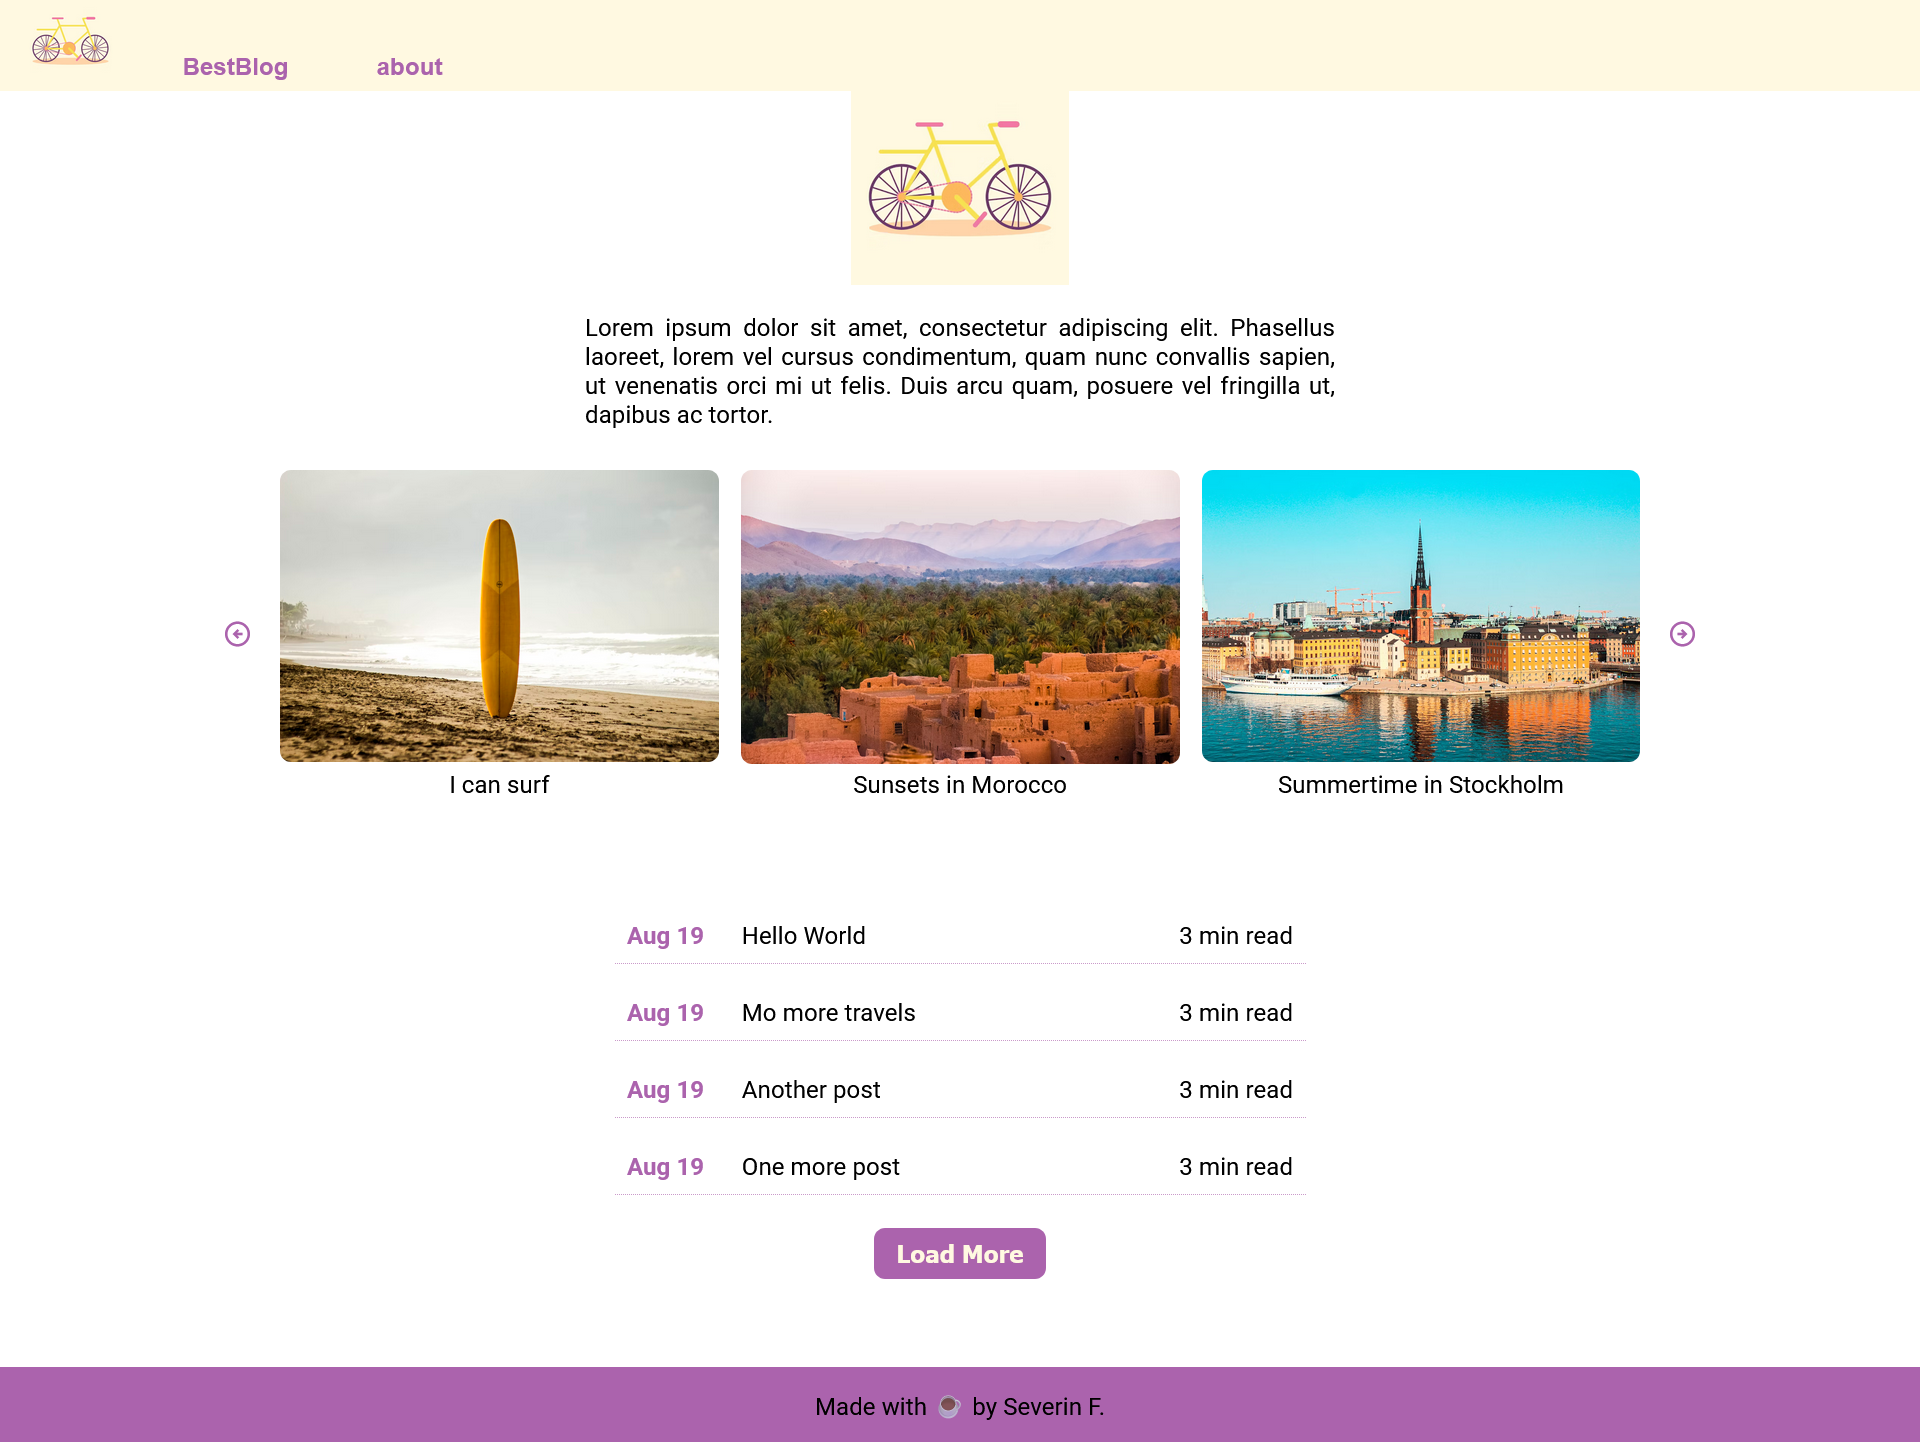 BestBlog about
Lorem ipsum dolor sit amet, consectetur adipiscing elit. Phasellus
laoreet, lorem vel cursus condimentum, quam nunc convallis sapien,
ut venenatis orci mi ut felis. Duis arcu quam, posuere vel fringilla ut,
dapibus ac tortor.
I can surf
Sunsets in Morocco
Summertime in Stockholm
Aug 19 Hello World 3 min read
Aug 19 Mo more travels 3 min read
Aug 19 Another post 3 min read
Aug 19 One more post 3 min read
Load More
Made with ☕ by Severin F.